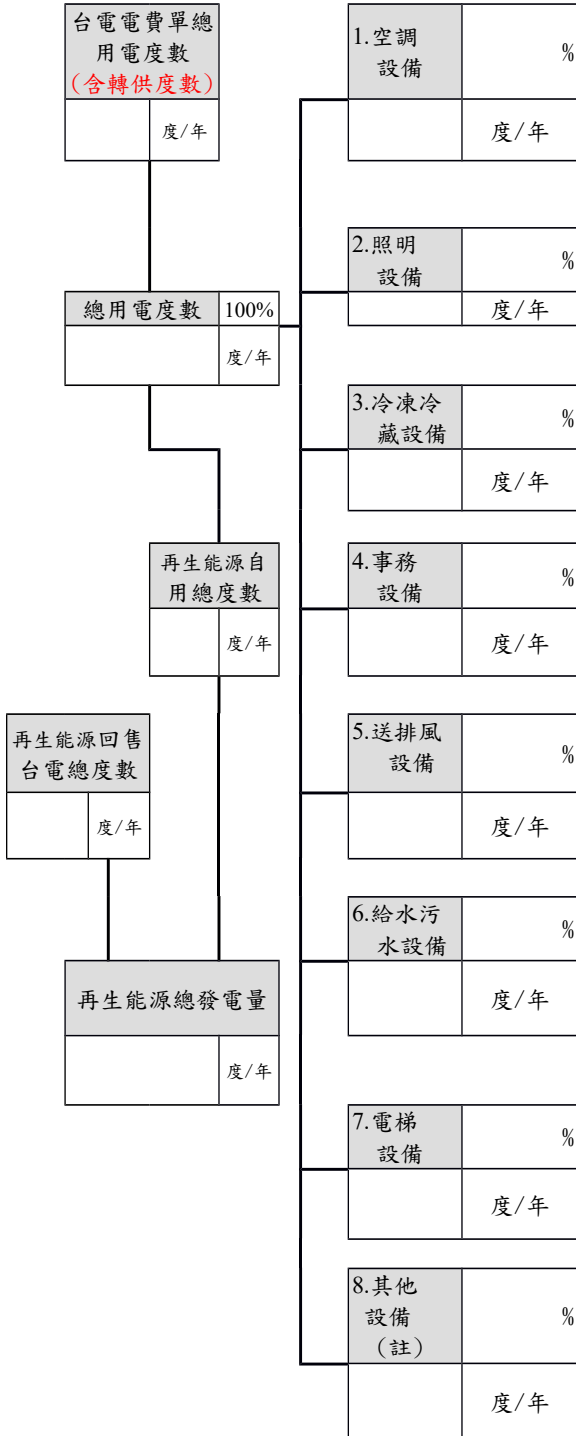 台電電費單總
用電度數
(含轉供度數)
度/年
總用電度數 100%
度/年
再生能源自
用總度數
度/年
再生能源回售
台電總度數
度/年
再生能源總發電量
度/年
1.空調
設備
%
度/年
2.照明
設備
%
度/年
3.冷凍冷
藏設備
%
度/年
4.事務
設備
%
度/年
5.送排風
設備
%
度/年
6.給水污
水設備
%
度/年
7.電梯
設備
%
度/年
8.其他
設備
(註)
%
度/年